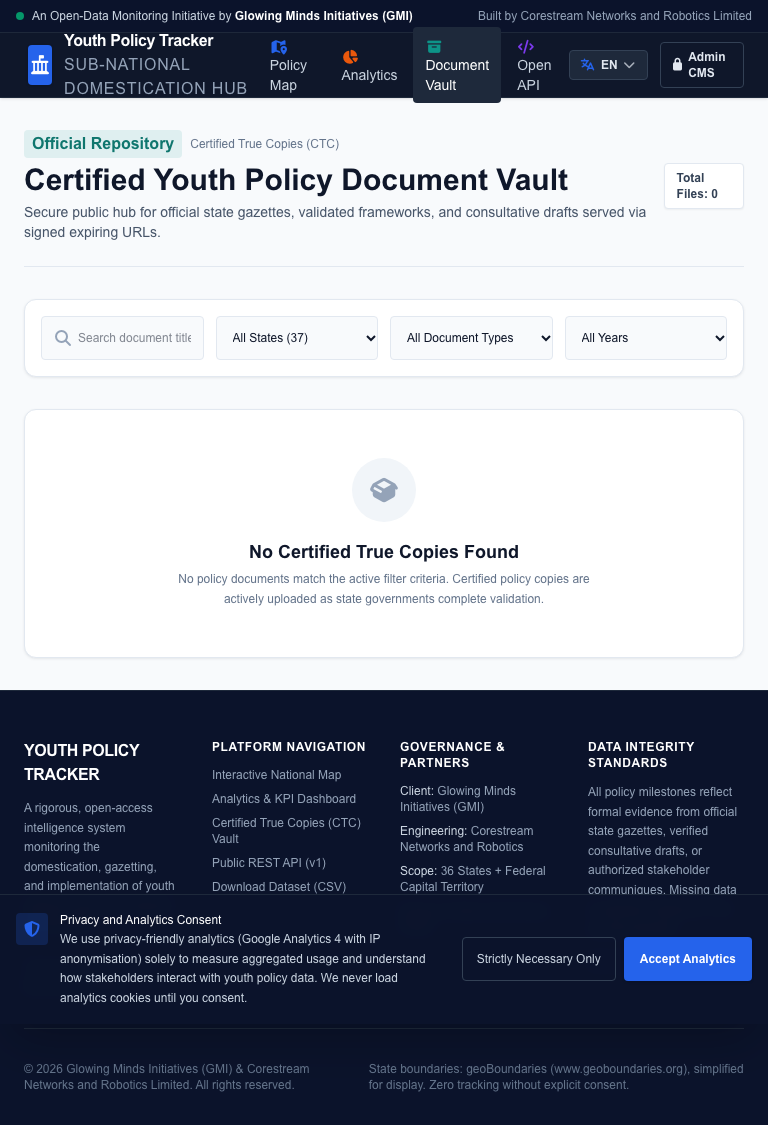 An Open-Data Monitoring Initiative by Glowing Minds Initiatives (GMI)
Built by Corestream Networks and Robotics Limited
Youth Policy Tracker
SUB-NATIONAL
DOMESTICATION HUB
Policy
Map
Analytics
Document
Vault
Open
API
EN
Admin
CMS
Official Repository
Certified True Copies (CTC)
Certified Youth Policy Document Vault
Secure public hub for official state gazettes, validated frameworks, and consultative drafts served via
signed expiring URLs.
Total
Files: 0
Search document title
All States (37)
All Document Types
All Years
No Certified True Copies Found
No policy documents match the active filter criteria. Certified policy copies are
actively uploaded as state governments complete validation.
YOUTH POLICY
TRACKER
A rigorous, open-access
intelligence system
monitoring the
domestication, gazetting,
and implementation of youth
PLATFORM NAVIGATION
Interactive National Map
Analytics & KPI Dashboard
Certified True Copies (CTC)
Vault
Public REST API (v1)
Download Dataset (CSV)
GOVERNANCE &
PARTNERS
Client: Glowing Minds
Initiatives (GMI)
Engineering: Corestream
Networks and Robotics
Scope: 36 States + Federal
Capital Territory
DATA INTEGRITY
STANDARDS
All policy milestones reflect
formal evidence from official
state gazettes, verified
consultative drafts, or
authorized stakeholder
communiques. Missing data
Privacy and Analytics Consent
We use privacy-friendly analytics (Google Analytics 4 with IP
anonymisation) solely to measure aggregated usage and understand
how stakeholders interact with youth policy data. We never load
analytics cookies until you consent.
Strictly Necessary Only
Accept Analytics
© 2026 Glowing Minds Initiatives (GMI) & Corestream
Networks and Robotics Limited. All rights reserved.
State boundaries: geoBoundaries (www.geoboundaries.org), simplified
for display. Zero tracking without explicit consent.